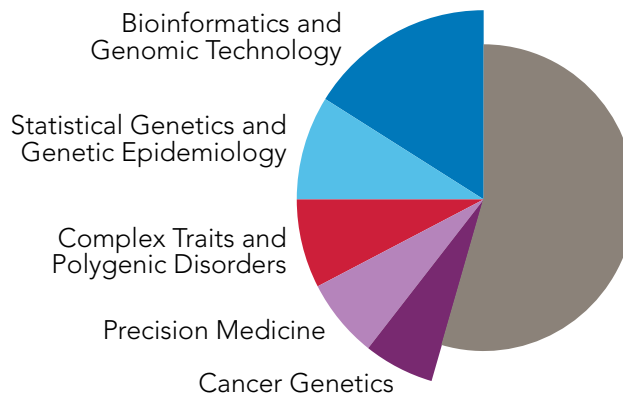 Bioinformatics and
Genomic Technology
Statistical Genetics and
Genetic Epidemiology
Complex Traits and
Polygenic Disorders
Precision Medicine
Cancer Genetics